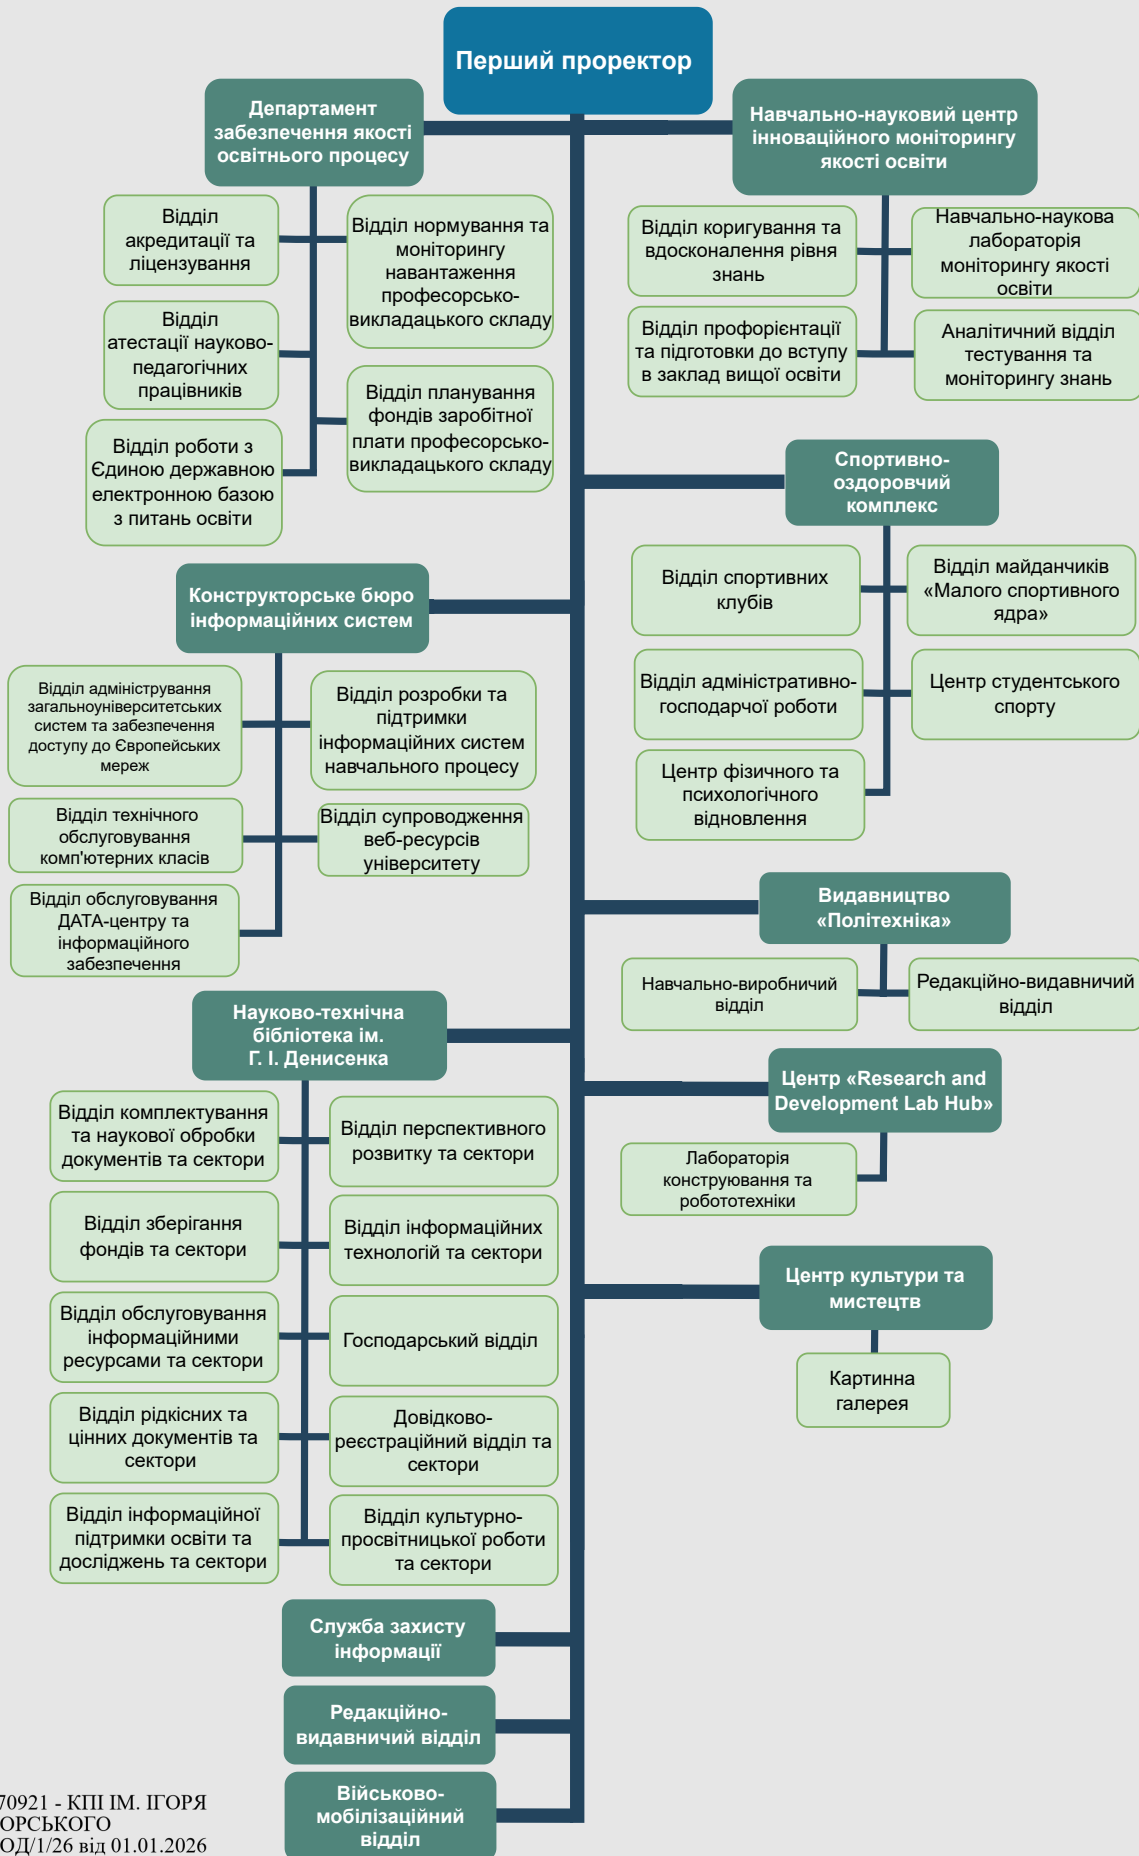 Перший проректор
Департамент
забезпечення якості
освітнього процесу
Відділ
акредитації та
ліцензування
Відділ нормування та
моніторингу
навантаження
професорсько-
викладацького складу
Відділ
атестації науково-
педагогічних
працівників
Відділ планування
фондів заробітної
плати професорсько-
викладацького складу
Відділ роботи з
Єдиною державною
електронною базою
з питань освіти
Навчально-науковий центр
інноваційного моніторингу
якості освіти
Відділ коригування та
вдосконалення рівня
знань
Навчально-наукова
лабораторія
моніторингу якості
освіти
Відділ профорієнтації
та підготовки до вступу
в заклад вищої освіти
Аналітичний відділ
тестування та
моніторингу знань
Спортивно-
оздоровчий
комплекс
Відділ спортивних
клубів
Відділ майданчиків
«Малого спортивного
ядра»
Відділ адміністративно-
господарчої роботи
Центр студентського
спорту
Центр фізичного та
психологічного
відновлення
Конструкторське бюро
інформаційних систем
Відділ адміністрування
загальноуніверситетських
систем та забезпечення
доступу до Європейських
мереж
Відділ розробки та
підтримки
інформаційних систем
навчального процесу
Відділ технічного
обслуговування
комп'ютерних класів
Відділ супроводження
веб-ресурсів
університету
Відділ обслуговування
ДАТА-центру та
інформаційного
забезпечення
Видавництво
«Політехніка»
Навчально-виробничий
відділ
Редакційно-видавничий
відділ
Науково-технічна
бібліотека ім.
Г. І. Денисенка
Відділ комплектування
та наукової обробки
документів та сектори
Відділ перспективного
розвитку та сектори
Відділ зберігання
фондів та сектори
Відділ інформаційних
технологій та сектори
Відділ обслуговування
інформаційними
ресурсами та сектори
Господарський відділ
Відділ рідкісних та
цінних документів та
сектори
Довідково-
реєстраційний відділ та
сектори
Відділ інформаційної
підтримки освіти та
досліджень та сектори
Відділ культурно-
просвітницької роботи
та сектори
Центр «Research and
Development Lab Hub»
Лабораторія
конструювання та
робототехніки
Центр культури та
мистецтв
Картинна
галерея
Служба захисту
інформації
Редакційно-
видавничий відділ
Військово-
мобілізаційний
відділ
70921 - КПІ ІМ. ІГОРЯ
ОРСЬКОГО
ОД/1/26 від 01.01.2026